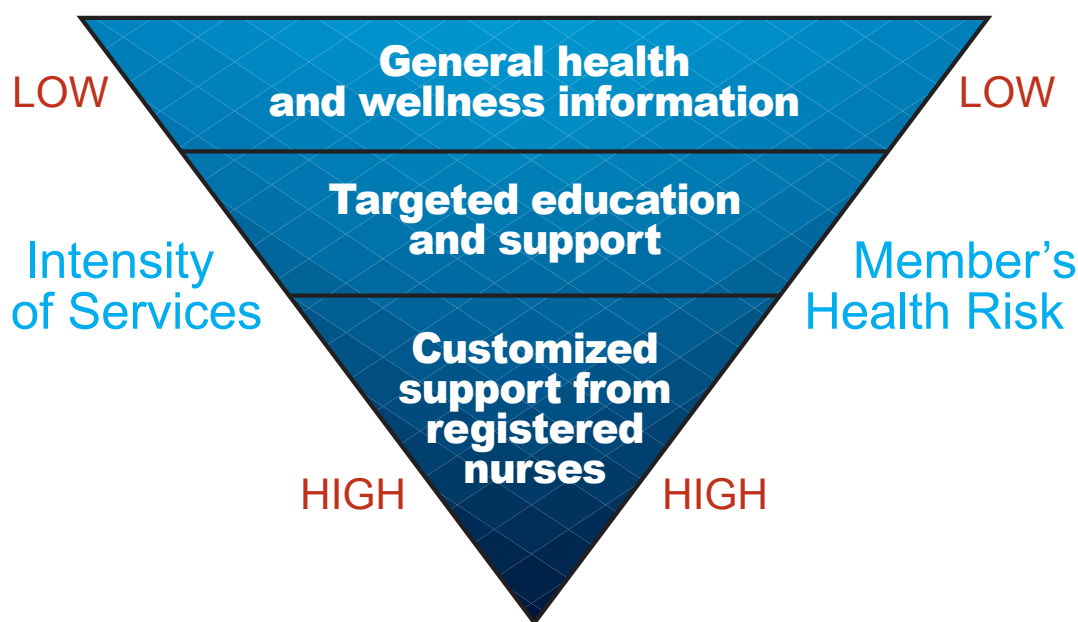 General health
and wellness information
LOW
LOW
Targeted education
and support
Intensity
of Services
Member’s
Health Risk
Customized
support from
registered
nurses
HIGH
HIGH